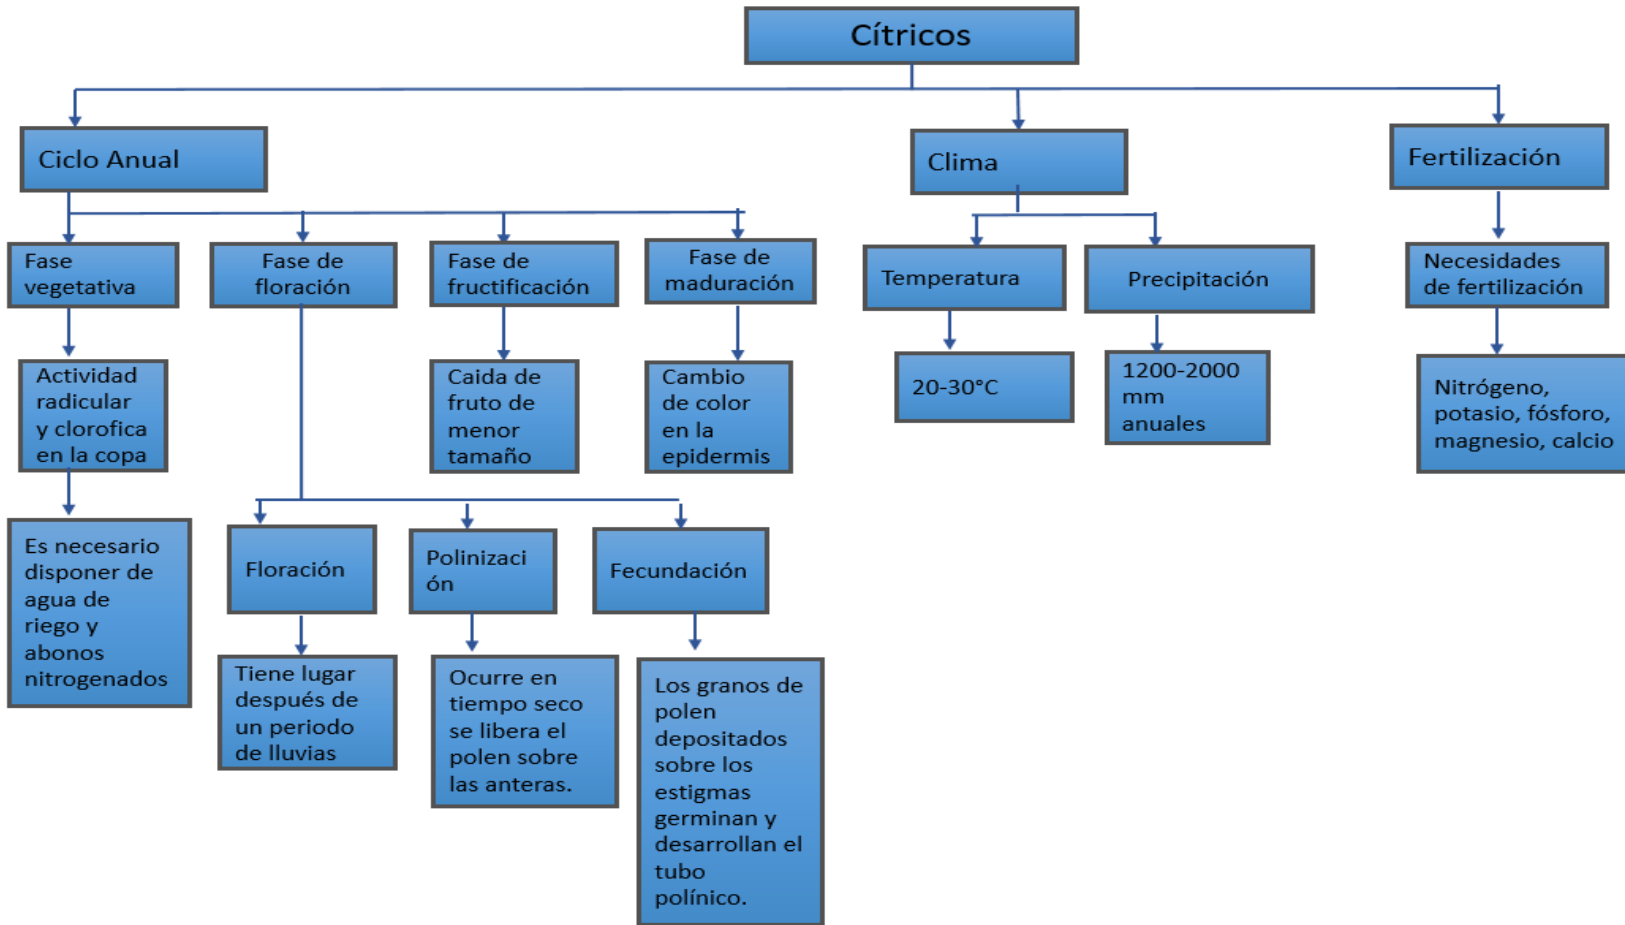 Cítricos
Ciclo Anual
Clima
Fertilización
Fase
vegetativa
Fase de
floración
Fase de
fructificación
Fase de
maduración
Temperatura
Precipitación
Necesidades
de fertilización
Actividad
radicular
y clorofica
en la copa
Caida de
fruto de
menor
tamaño
Cambio
de color
en la
epidermis
20-30°C
1200-2000
mm
anuales
Nitrógeno,
potasio, fósforo,
magnesio, calcio
Es necesario
disponer de
agua de
riego y
abonos
nitrogenados
Floración
Polinizaci
ón
Fecundación
Tiene lugar
después de
un periodo
de lluvias
Ocurre en
tiempo seco
se libera el
polen sobre
las anteras.
Los granos de
polen
depositados
sobre los
estigmas
germinan y
desarrollan el
tubo
polínico.